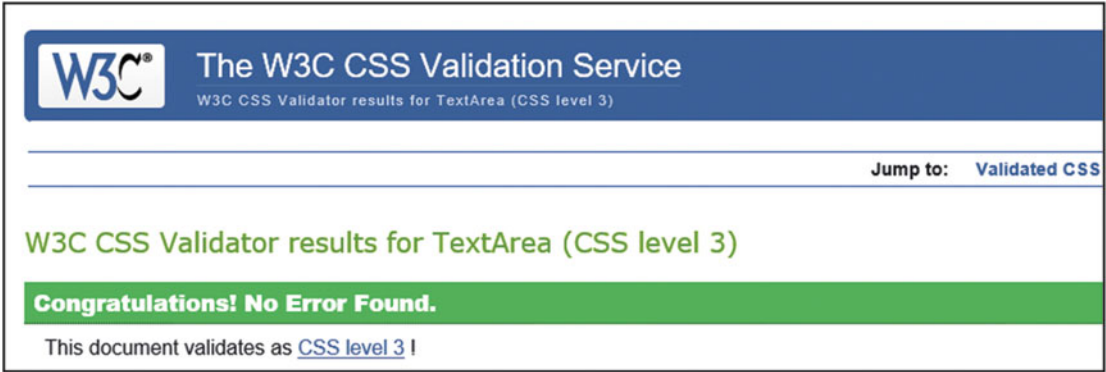 W3C®
The W3C CSS Validation Service
W3C CSS Validator results for TextArea (CSS level 3)
Jump to: Validated CSS
W3C CSS Validator results for TextArea (CSS level 3)
Congratulations! No Error Found.
This document validates as CSS level 3 !